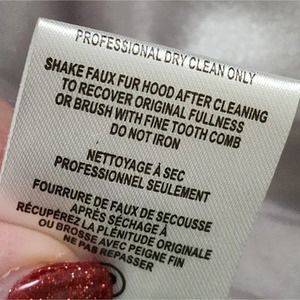 PROFESSIONAL DRY CLEAN ONLY
SHAKE FAUX FUR HOOD AFTER CLEANING
TO RECOVER ORIGINAL FULLNESS
OR BRUSH WITH FINE TOOTH COMB
DO NOT IRON
NETTOYAGE À SEC
PROFESSIONNEL SEULEMENT
FOURRURE DE FAUX DE SECOUSSE
APRÈS SÉCHAGE À
RÉCUPÉREZ LA PLÉNITUDE ORIGINALE
OU BROSSE AVEC PEIGNE FIN
NE PAS REPASSER